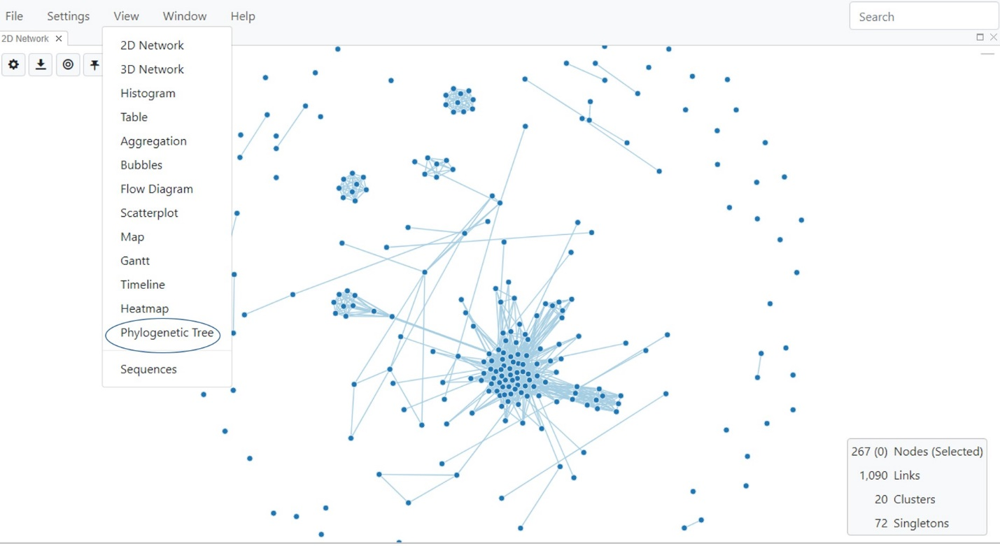 File Settings View Window Help Search
2D Network
2D Network
3D Network
Histogram
Table
Aggregation
Bubbles
Flow Diagram
Scatterplot
Map
Gantt
Timeline
Heatmap
Phylogenetic Tree
Sequences
267 (0) Nodes (Selected)
1,090 Links
20 Clusters
72 Singletons